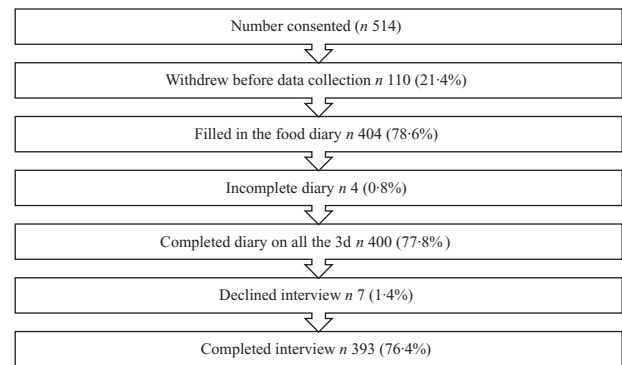 Number consented (n 514)
Withdrew before data collection n 110 (21·4%)
Filled in the food diary n 404 (78·6%)
Incomplete diary n 4 (0·8%)
Completed diary on all the 3d n 400 (77·8%)
Declined interview n 7 (1·4%)
Completed interview n 393 (76·4%)